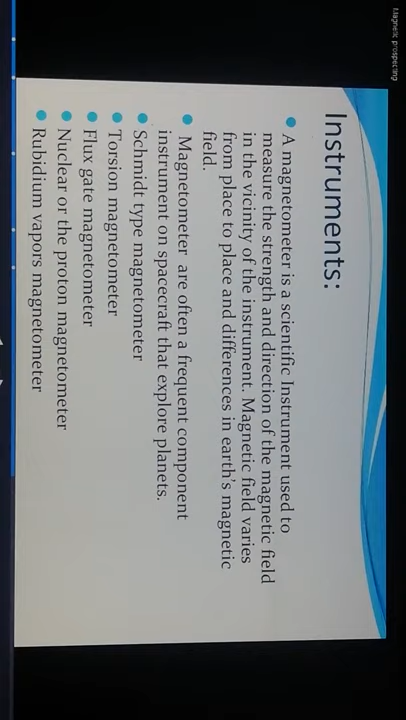 Magnetic prospecting
Instruments:
A magnetometer is a scientific Instrument used to
measure the strength and direction of the magnetic field
in the vicinity of the instrument. Magnetic field varies
from place to place and differences in earth's magnetic
field.
Magnetometer are often a frequent component
instrument on spacecraft that explore planets.
Schmidt type magnetometer
Torsion magnetometer
Flux gate magnetometer
Nuclear or the proton magnetometer
Rubidium vapors magnetometer